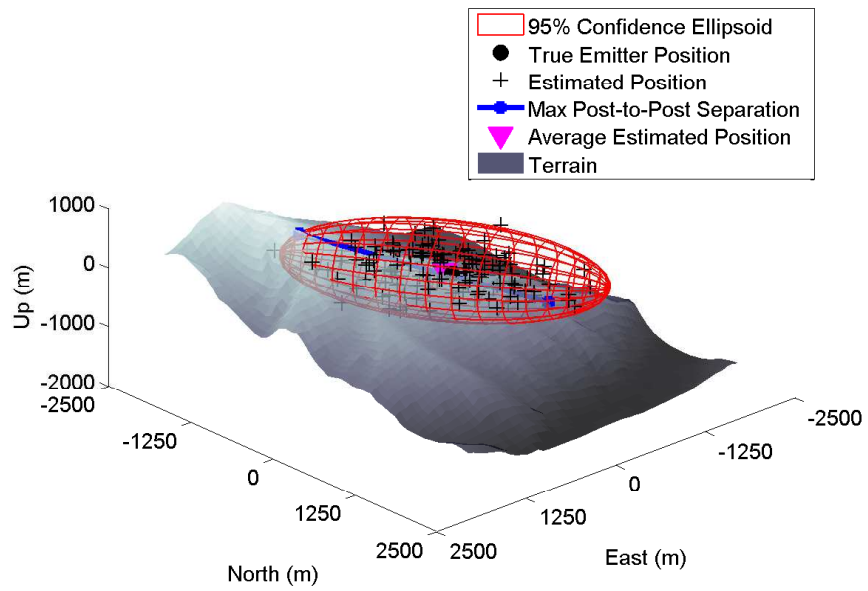 95% Confidence Ellipsoid
True Emitter Position
Estimated Position
Max Post-to-Post Separation
Average Estimated Position
Terrain
1000
0
-1000
-2000
Up (m)
-2500
-1250
0
1250
2500
North (m)
2500
1250
0
-1250
-2500
East (m)